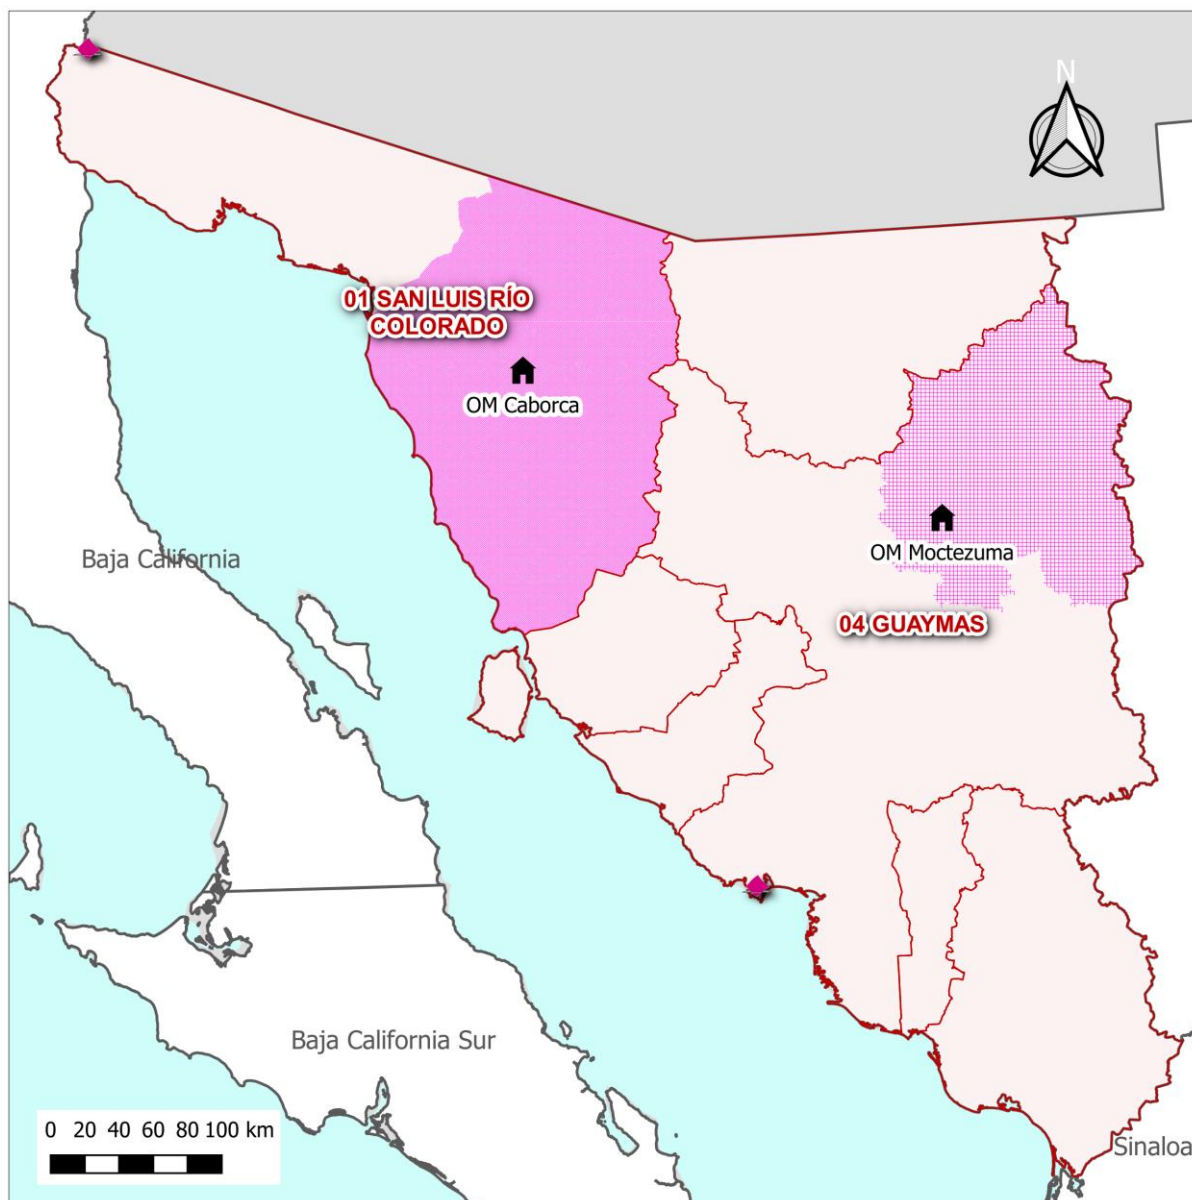 N
01 SAN LUIS RÍO
COLORADO
OM Caborca
OM Moctezuma
Baja California
04 GUAYMAS
Baja California Sur
0 20 40 60 80 100 km
Sinaloa